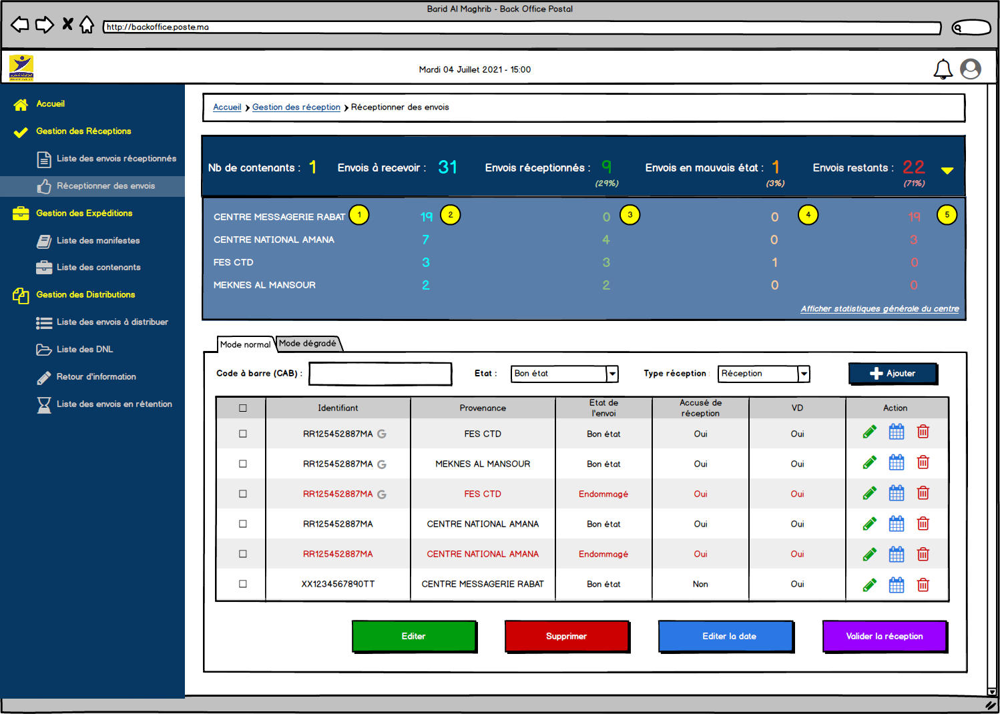 Barid Al Maghrib - Back Office Postal
http://backoffice.poste.ma
Mardi 04 Juillet 2021 - 15:00
Accueil
Gestion des Réceptions
Liste des envois réceptionnés
Réceptionner des envois
Gestion des Expéditions
Liste des manifestes
Liste des contenants
Gestion des Distributions
Liste des envois à distribuer
Liste des DNL
Retour d'information
Liste des envois en rétention
Accueil Gestion des réception Réceptionner des envois
Nb de contenants : 1 Envois à recevoir : 31 Envois réceptionnés : 9 Envois en mauvais état : 1 Envois restants : 22
(29%) (3%) (71%)
CENTRE MESSAGERIE RABAT 1 19 2 0 3 0 4 19 5
CENTRE NATIONAL AMANA 7 4 0 3
FES CTD 3 3 1 0
MEKNES AL MANSOUR 2 2 0 0
Afficher statistiques générale du centre
Mode normal Mode dégradé
Code à barre (CAB) : Etat : Bon état Type réception : Réception Ajouter
Identifiant Provenance Etat de l'envoi Accusé de réception VD Action
RR125452887MA G FES CTD Bon état Oui Oui
RR125452887MA G MEKNES AL MANSOUR Bon état Oui Oui
RR125452887MA G FES CTD Endommagé Oui Oui
RR125452887MA CENTRE NATIONAL AMANA Bon état Oui Oui
RR125452887MA CENTRE NATIONAL AMANA Endommagé Oui Oui
XX1234567890TT CENTRE MESSAGERIE RABAT Bon état Non Oui
Editer Supprimer Editer la date Valider la réception